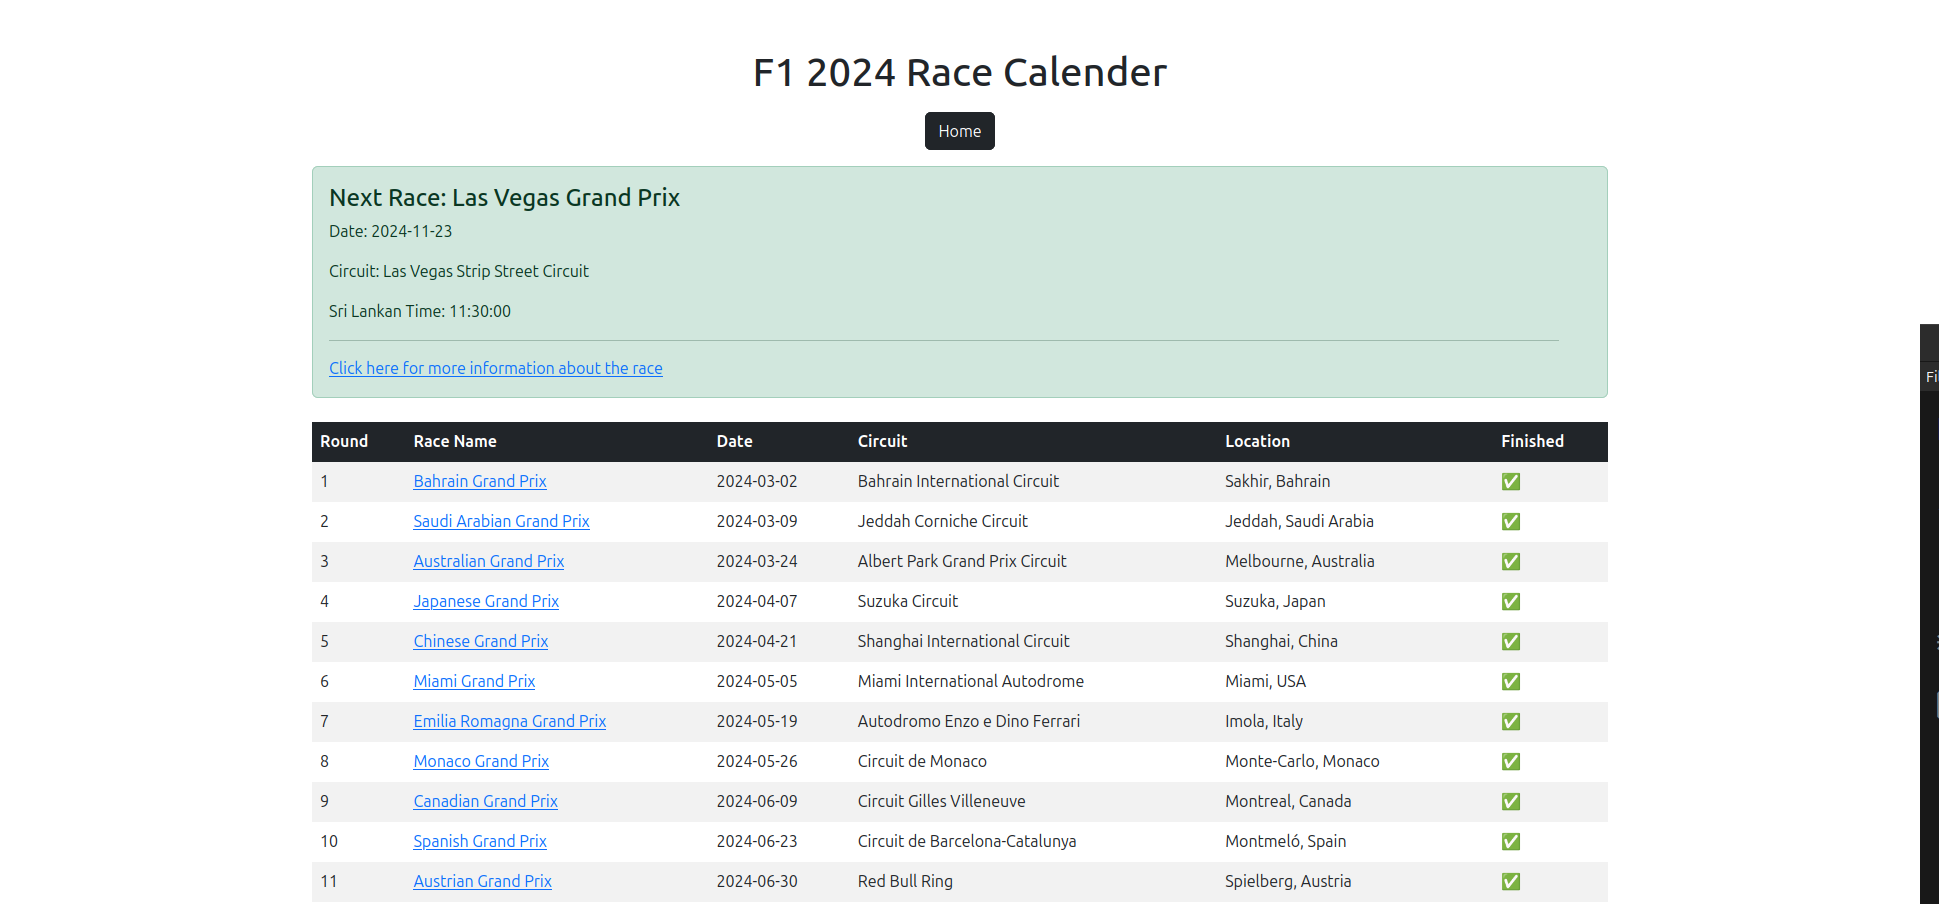 F1 2024 Race Calender
Home
Next Race: Las Vegas Grand Prix
Date: 2024-11-23
Circuit: Las Vegas Strip Street Circuit
Sri Lankan Time: 11:30:00
Click here for more information about the race
Round Race Name Date Circuit Location Finished
1 Bahrain Grand Prix 2024-03-02 Bahrain International Circuit Sakhir, Bahrain ✅
2 Saudi Arabian Grand Prix 2024-03-09 Jeddah Corniche Circuit Jeddah, Saudi Arabia ✅
3 Australian Grand Prix 2024-03-24 Albert Park Grand Prix Circuit Melbourne, Australia ✅
4 Japanese Grand Prix 2024-04-07 Suzuka Circuit Suzuka, Japan ✅
5 Chinese Grand Prix 2024-04-21 Shanghai International Circuit Shanghai, China ✅
6 Miami Grand Prix 2024-05-05 Miami International Autodrome Miami, USA ✅
7 Emilia Romagna Grand Prix 2024-05-19 Autodromo Enzo e Dino Ferrari Imola, Italy ✅
8 Monaco Grand Prix 2024-05-26 Circuit de Monaco Monte-Carlo, Monaco ✅
9 Canadian Grand Prix 2024-06-09 Circuit Gilles Villeneuve Montreal, Canada ✅
10 Spanish Grand Prix 2024-06-23 Circuit de Barcelona-Catalunya Montmeló, Spain ✅
11 Austrian Grand Prix 2024-06-30 Red Bull Ring Spielberg, Austria ✅